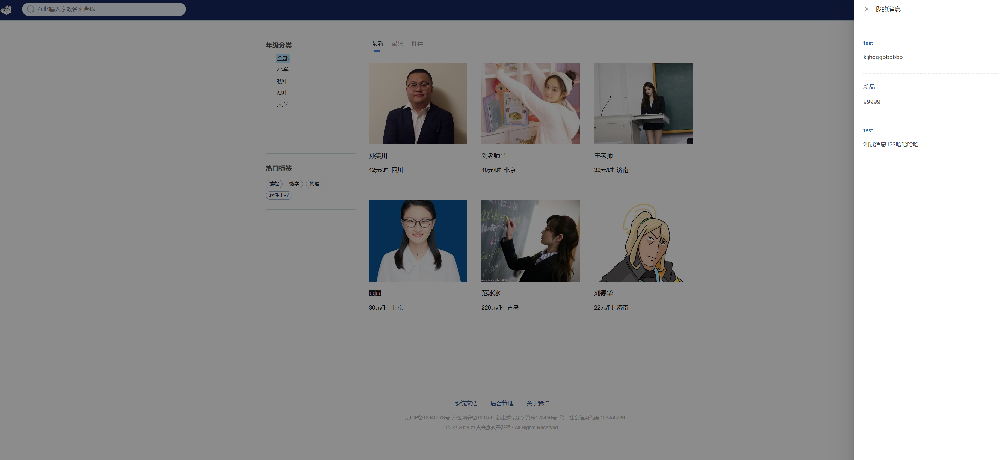 在此输入家教名来查找
我的消息
年级分类
全部
小学
初中
高中
大学
热门标签
编程 数学 物理
软件工程
最新 最热 推荐
孙笑川
12元/时 四川
刘老师11
40元/时 北京
王老师
32元/时 济南
丽丽
30元/时 北京
范冰冰
220元/时 青岛
刘德华
22元/时 济南
test
kjjhgggbbbbbb
新品
ggggg
test
测试消息123哈哈哈哈
系统文档 后台管理 关于我们
京ICP备12345678号 京公网安备123456 新出发京零字第东123456号 统一社会信用代码 123456789
2022-2024 © 火蝶家教开发组 · All Rights Reserved